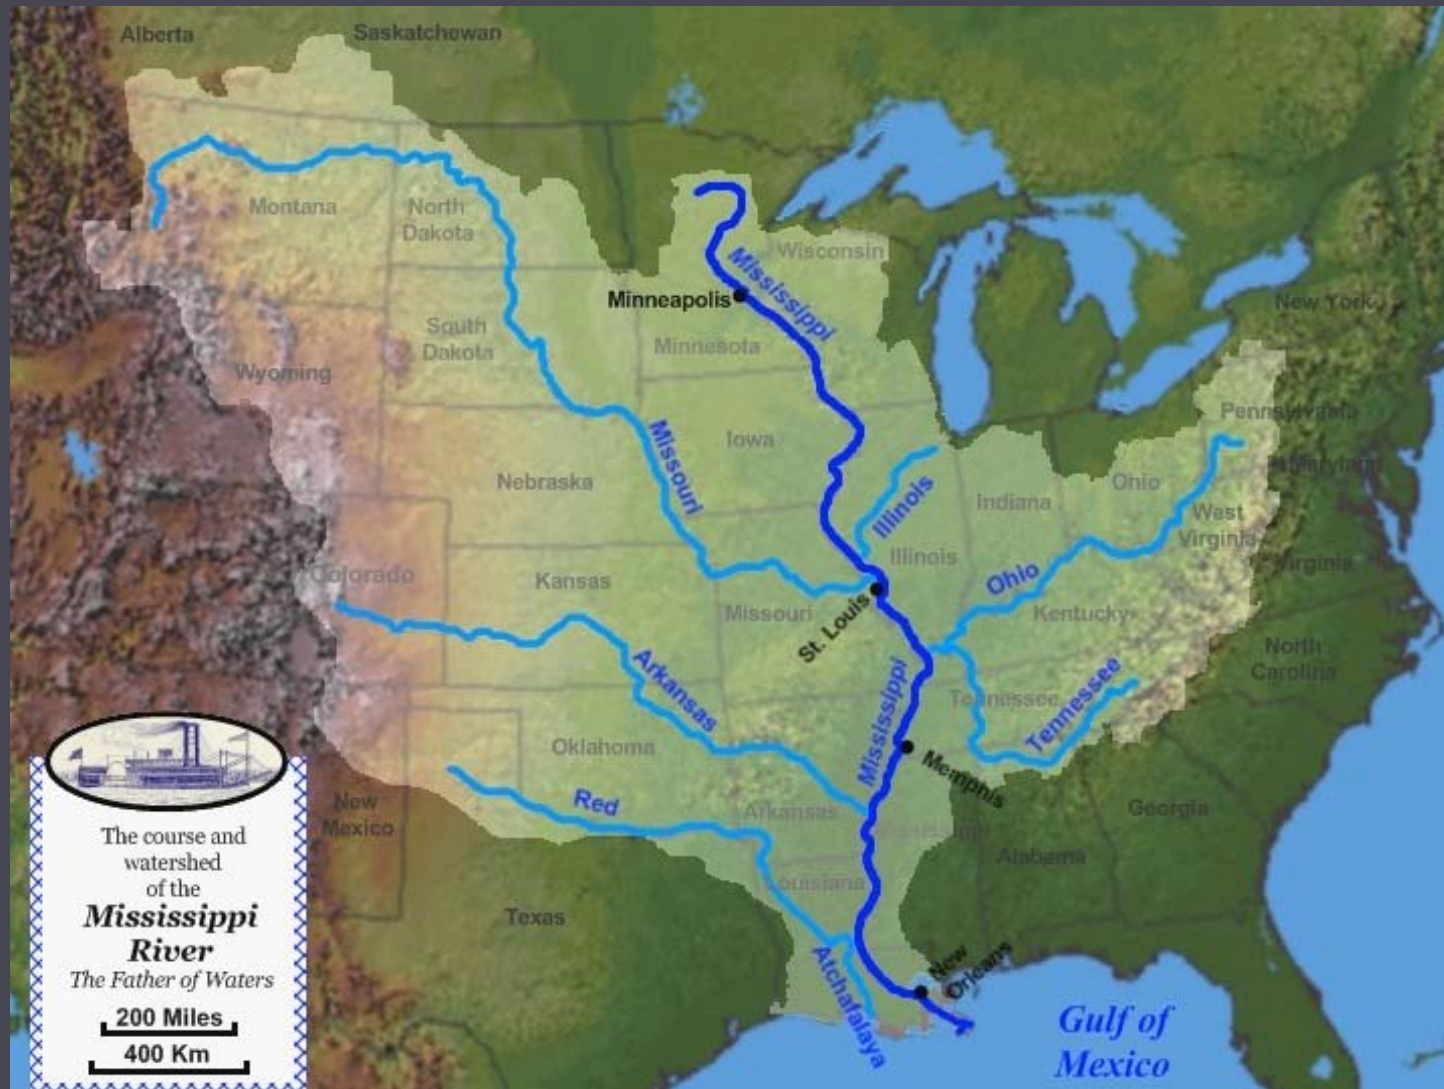 Alberta
Saskatchewan
Montana
North
Dakota
Wisconsin
Mississippi
Minneapolis
New York
South
Dakota
Minnesota
Wyoming
Pennsylvania
Missouri
Iowa
Maryland
Nebraska
Illinois
Indiana
Ohio
West
Virginia
Illinois
Virginia
Colorado
Kansas
Ohio
Missouri
St. Louis
Kentucky
North
Carolina
Arkansas
Mississippi
Tennessee
Tennessee
Oklahoma
Memphis
New
Mexico
Red
Arkansas
Mississippi
Georgia
Alabama
Louisiana
Texas
Atchafalaya
New
Orleans
Gulf of
Mexico
The course and
watershed
of the
Mississippi
River
The Father of Waters
200 Miles
400 Km